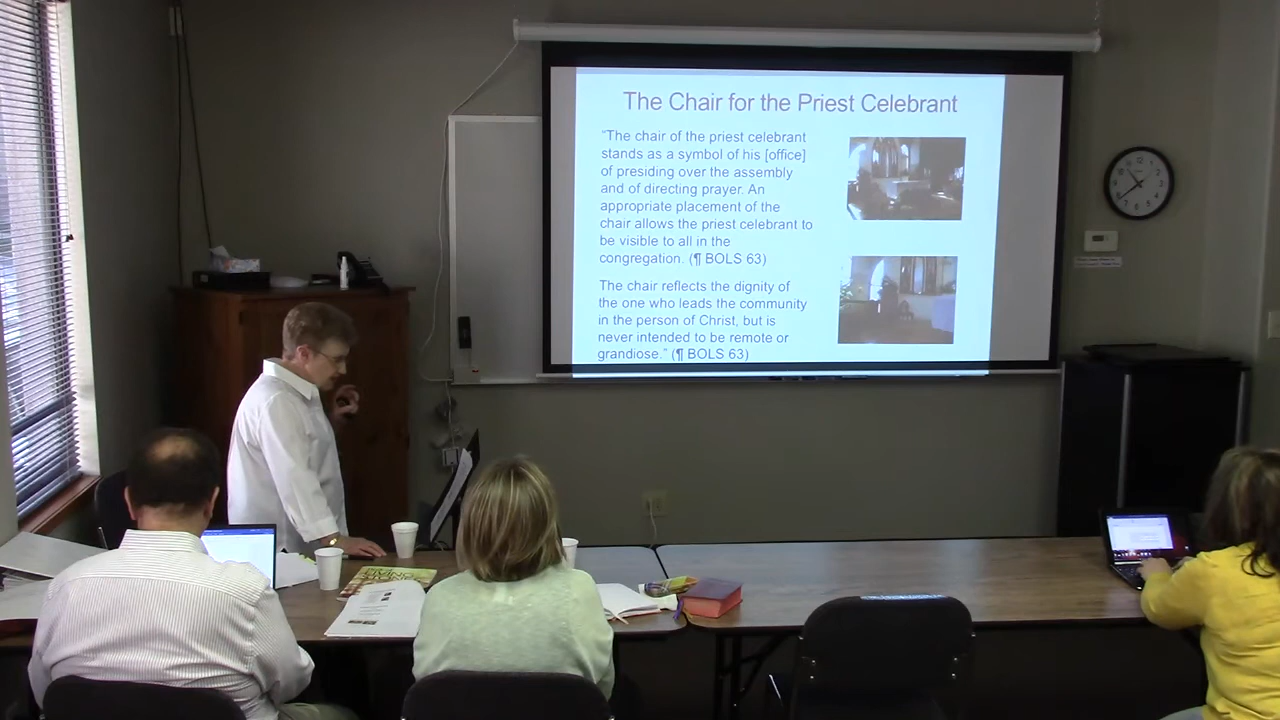 The Chair for the Priest Celebrant
“The chair of the priest celebrant
stands as a symbol of his [office]
of presiding over the assembly
and of directing prayer. An
appropriate placement of the
chair allows the priest celebrant to
be visible to all in the
congregation. (¶ BOLS 63)
The chair reflects the dignity of
the one who leads the community
in the person of Christ, but is
never intended to be remote or
grandiose.” (¶ BOLS 63)
LIVING